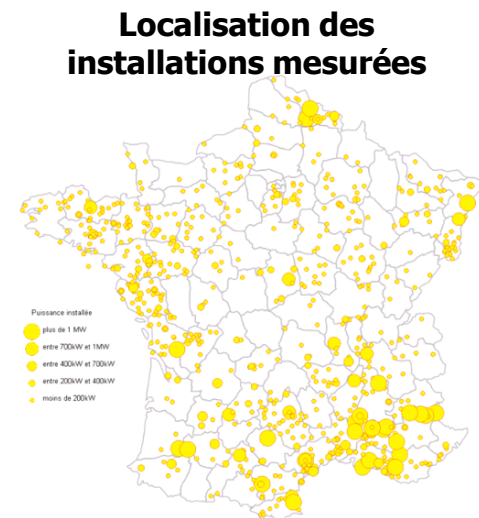 Localisation des
installations mesurées
Puissance installée
plus de 1 MW
entre 700kW et 1MW
entre 400kW et 700kW
entre 200kW et 400kW
moins de 200kW